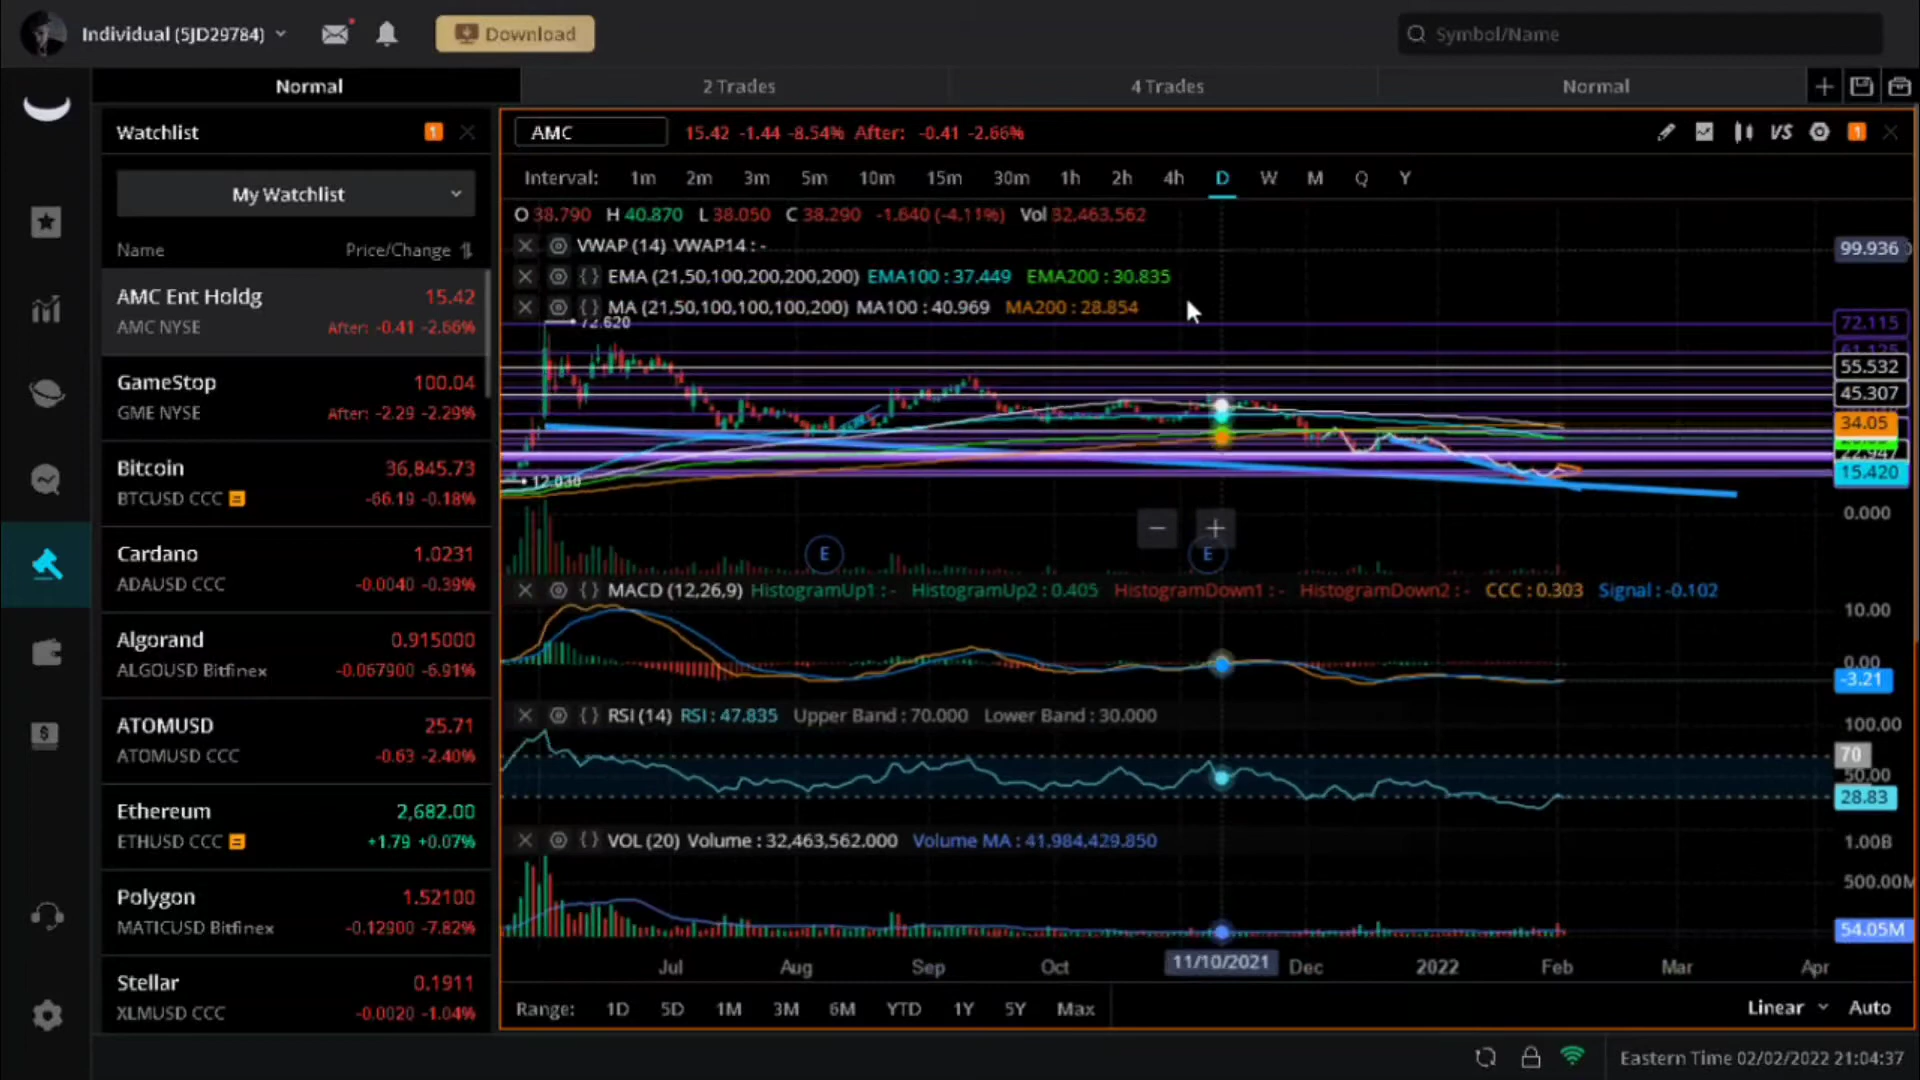 Individual (5JD29784)
Download
Symbol/Name
Normal
2 Trades
4 Trades
Normal
Watchlist
1
My Watchlist
Name Price/Change
AMC Ent Holdg 15.42
AMC NYSE After: -0.41 -2.66%
GameStop 100.04
GME NYSE After: -2.29 -2.29%
Bitcoin 36,845.73
BTCUSD CCC -66.19 -0.18%
Cardano 1.0231
ADAUSD CCC -0.0040 -0.39%
Algorand 0.915000
ALGOUSD Bitfinex -0.067900 -6.91%
ATOMUSD 25.71
ATOMUSD CCC -0.63 -2.40%
Ethereum 2,682.00
ETHUSD CCC +1.79 +0.07%
Polygon 1.52100
MATICUSD Bitfinex -0.12900 -7.82%
Stellar 0.1911
XLMUSD CCC -0.0020 -1.04%
AMC 15.42 -1.44 -8.54% After: -0.41 -2.66%
VS
1
Interval: 1m 2m 3m 5m 10m 15m 30m 1h 2h 4h D W M Q Y
O 38.790 H 40.870 L 38.050 C 38.290 -1.640 (-4.11%) Vol 32,463,562
VWAP (14) VWAP14 : -
99.936
EMA (21,50,100,200,200,200) EMA100 : 37.449 EMA200 : 30.835
MA (21,50,100,100,100,200) MA100 : 40.969 MA200 : 28.854
72.620
72.115
55.532
45.307
34.05
15.420
12.030
0.000
E
E
MACD (12,26,9) HistogramUp1 : - HistogramUp2 : 0.405 HistogramDown1 : - HistogramDown2 : - CCC : 0.303 Signal : -0.102
10.00
0.00
-3.21
RSI (14) RSI : 47.835 Upper Band : 70.000 Lower Band : 30.000
100.00
70
50.00
28.83
VOL (20) Volume : 32,463,562.000 Volume MA : 41,984,429.850
1.00B
500.00M
54.05M
Jul Aug Sep Oct 11/10/2021 Dec 2022 Feb Mar Apr
Range: 1D 5D 1M 3M 6M YTD 1Y 5Y Max
Linear Auto
Eastern Time 02/02/2022 21:04:37